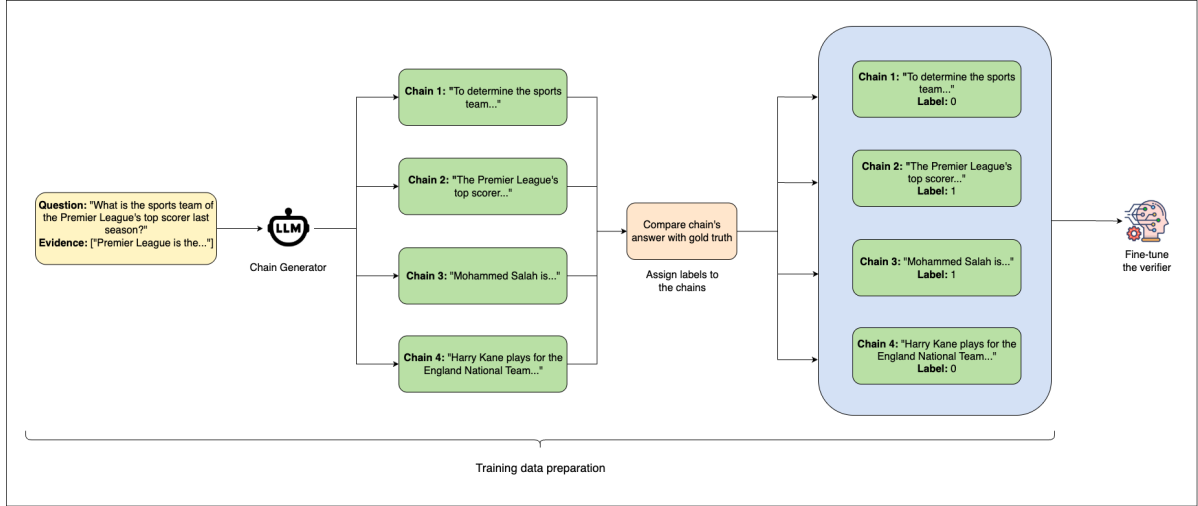 Question: "What is the sports team of
the Premier League's top scorer last
season?"
Evidence: ["Premier League is the..."]
LLM
Chain Generator
Chain 1: "To determine the sports
team..."
Chain 2: "The Premier League's
top scorer..."
Chain 3: "Mohammed Salah is..."
Chain 4: "Harry Kane plays for the
England National Team..."
Compare chain's
answer with gold truth
Assign labels to
the chains
Chain 1: "To determine the sports
team..."
Label: 0
Chain 2: "The Premier League's
top scorer..."
Label: 1
Chain 3: "Mohammed Salah is..."
Label: 1
Chain 4: "Harry Kane plays for the
England National Team..."
Label: 0
Fine-tune
the verifier
Training data preparation